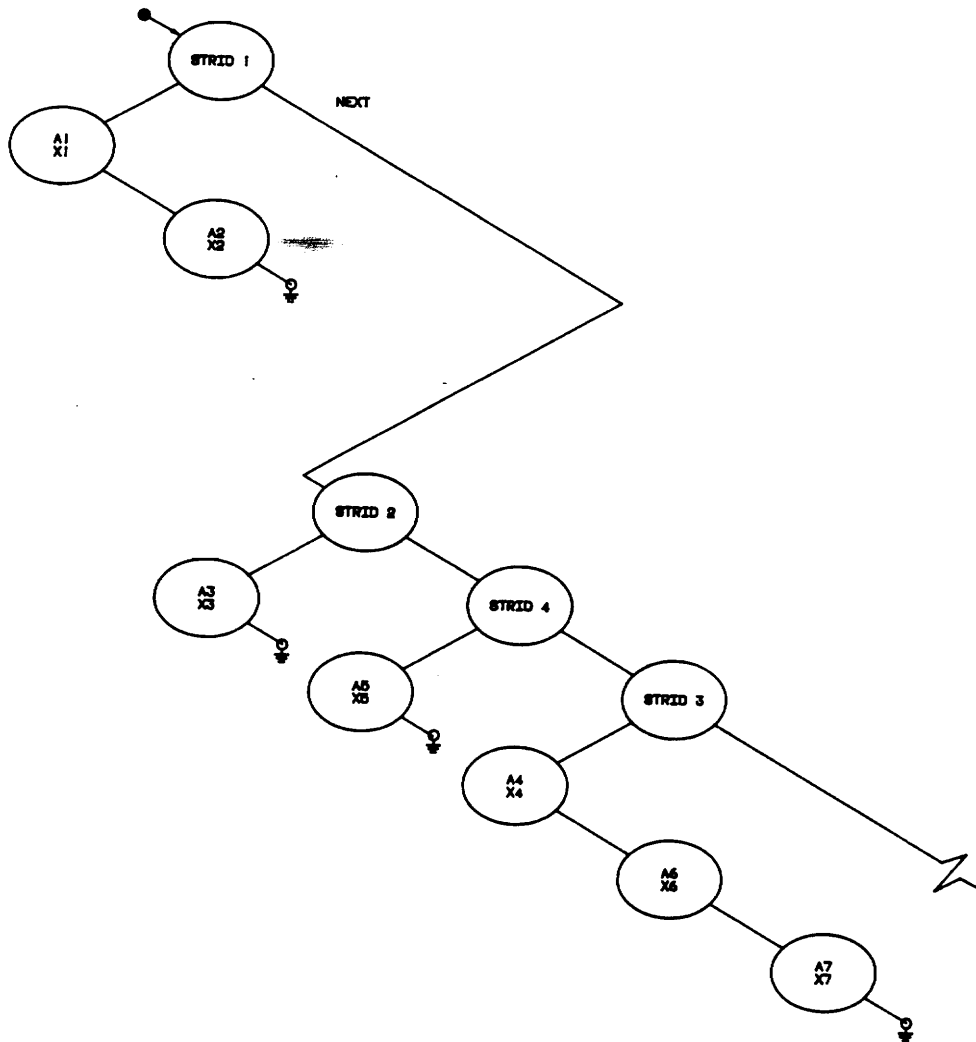 STRID 1
NEXT
A1
X1
A2
X2
STRID 2
A3
X3
STRID 4
A5
X5
STRID 3
A4
X4
A6
X6
A7
X7